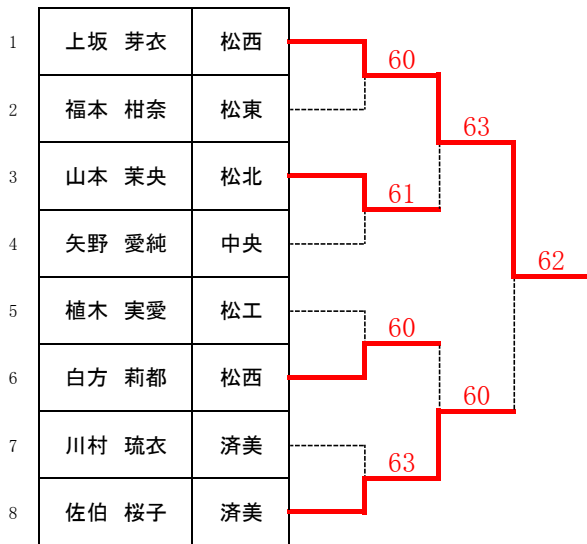 1 上坂 芽衣 松西
60
2 福本 柑奈 松東
63
3 山本 茉央 松北
61
4 矢野 愛純 中央
62
5 植木 実愛 松工
60
6 白方 莉都 松西
60
7 川村 琉衣 済美
63
8 佐伯 桜子 済美